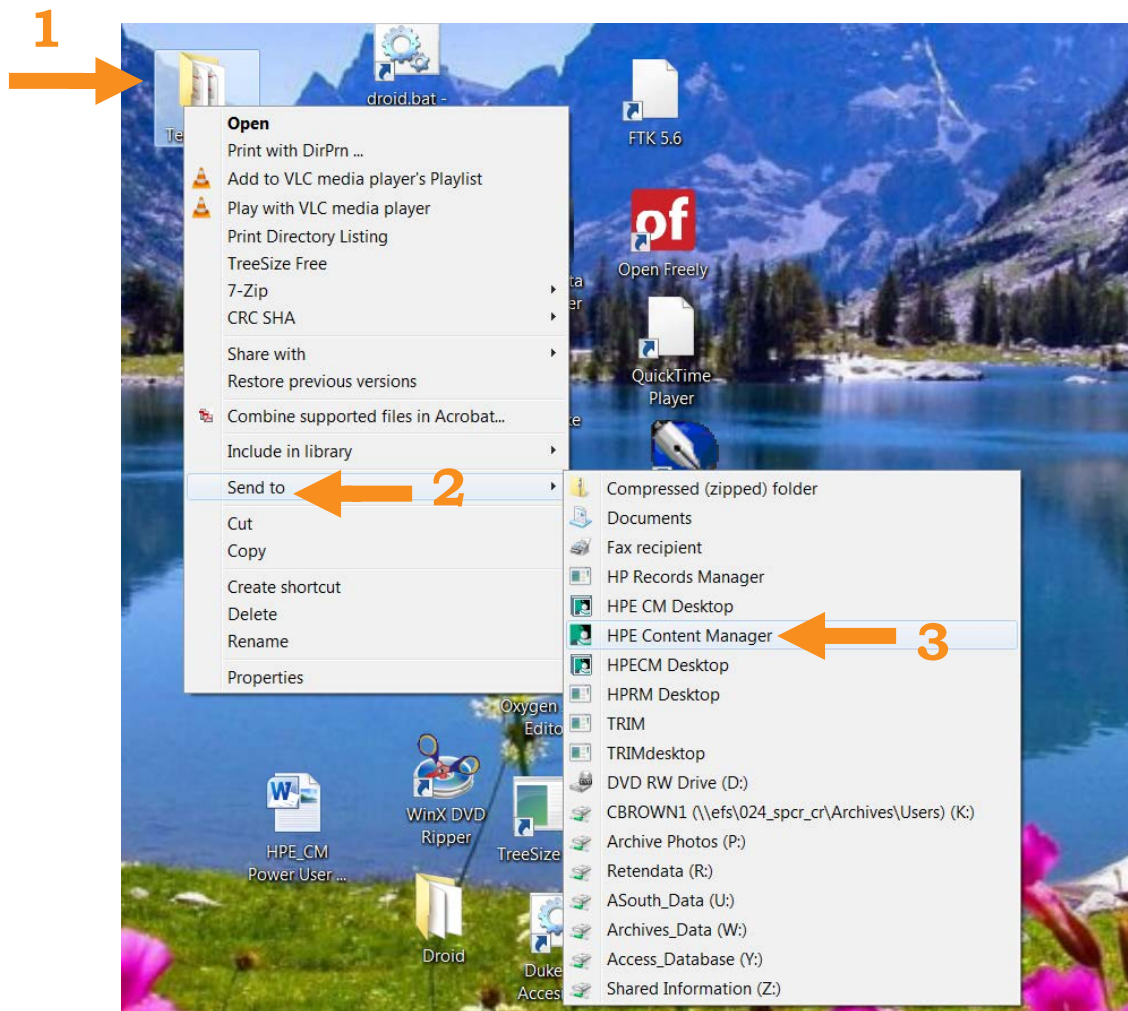 1
droid.bat -
FTK 5.6
Open
Print with DirPrn ...
Add to VLC media player's Playlist
Play with VLC media player
Print Directory Listing
TreeSize Free
7-Zip
CRC SHA
Share with
Restore previous versions
Combine supported files in Acrobat...
Include in library
Send to
2
Cut
Copy
Create shortcut
Delete
Rename
Properties
of
Open Freely
QuickTime
Player
Compressed (zipped) folder
Documents
Fax recipient
HP Records Manager
HPE CM Desktop
HPE Content Manager
3
HPECM Desktop
HPRM Desktop
TRIM
TRIMdesktop
DVD RW Drive (D:)
CBROWN1 (\\efs\024_spcr_cr\Archives\Users) (K:)
Archive Photos (P:)
Retendata (R:)
ASouth_Data (U:)
Archives_Data (W:)
Access_Database (Y:)
Shared Information (Z:)
Oxygen
Edito
WinX DVD
Ripper
TreeSize
HPE_CM
Power User ...
Droid
Duke
Acces